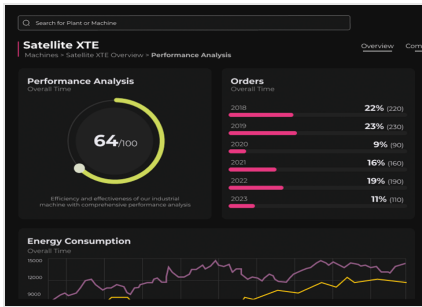 Search for Plant or Machine
Satellite XTE
Machines > Satellite XTE Overview > Performance Analysis
Overview Com
Performance Analysis
Overall Time
64/100
Efficiency and effectiveness of our industrial
machine with comprehensive performance analysis
Orders
Overall Time
2018 22% (220)
2019 23% (230)
2020 9% (90)
2021 16% (160)
2022 19% (190)
2023 11% (110)
Energy Consumption
Overall Time
15000
12000
9000